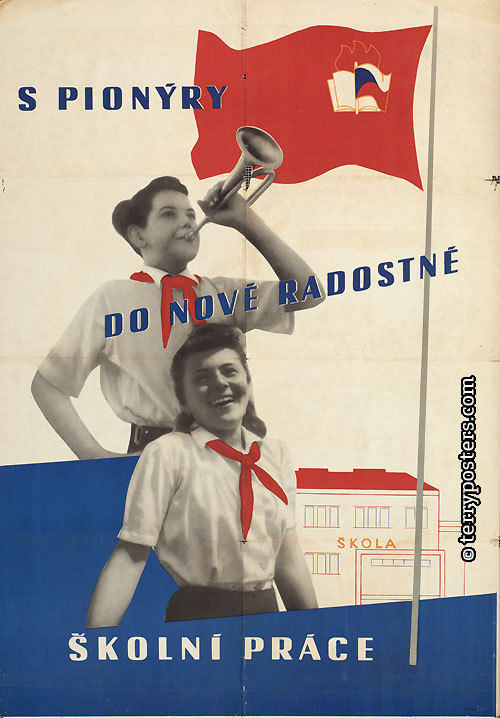 S PIONÝRY
DO NOVÉ RADOSTNÉ
ŠKOLA
ŠKOLNÍ PRÁCE
© terryposters.com